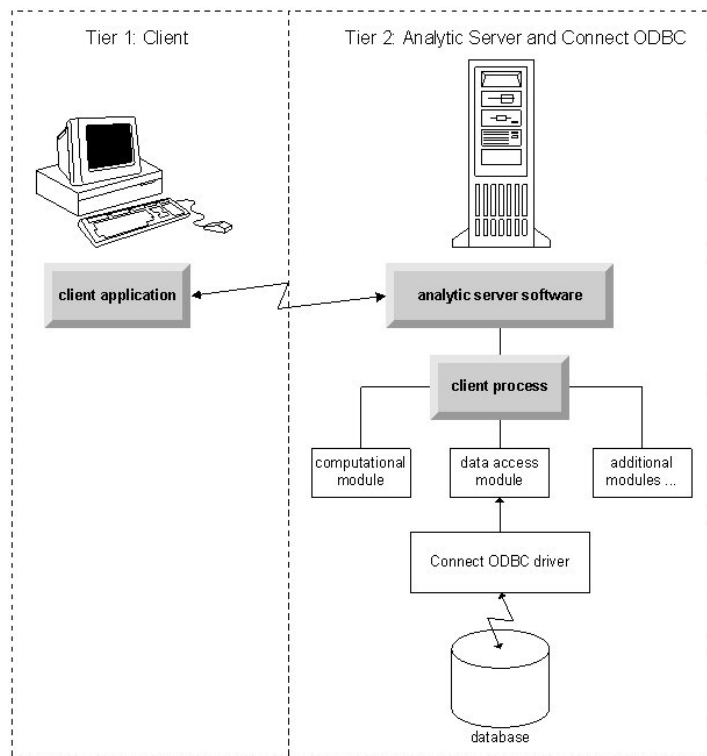 Tier 1: Client
Tier 2: Analytic Server and Connect ODBC
client application
analytic server software
client process
computational
module
data access
module
additional
modules ...
Connect ODBC driver
database